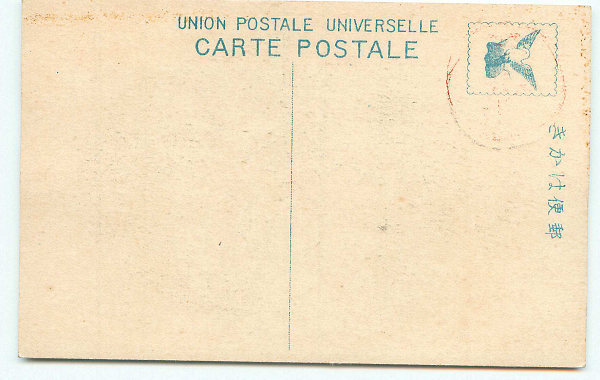 UNION POSTALE UNIVERSELLE
CARTE POSTALE
郵便はかき